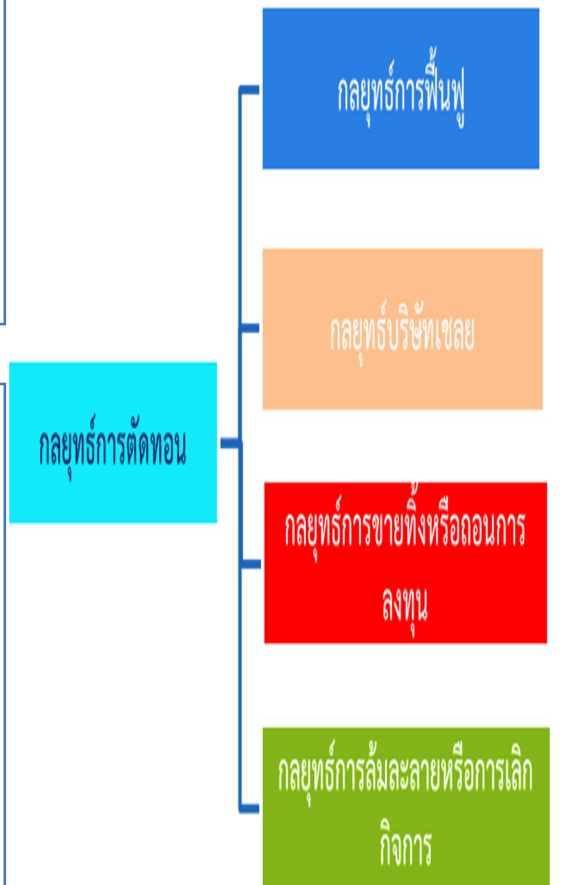 กลยุทธ์การฟื้นฟู
กลยุทธ์บริษัทเชลย
กลยุทธ์การตัดทอน
กลยุทธ์การขายทิ้งหรือถอนการ
ลงทุน
กลยุทธ์การล้มละลายหรือการเลิก
กิจการ